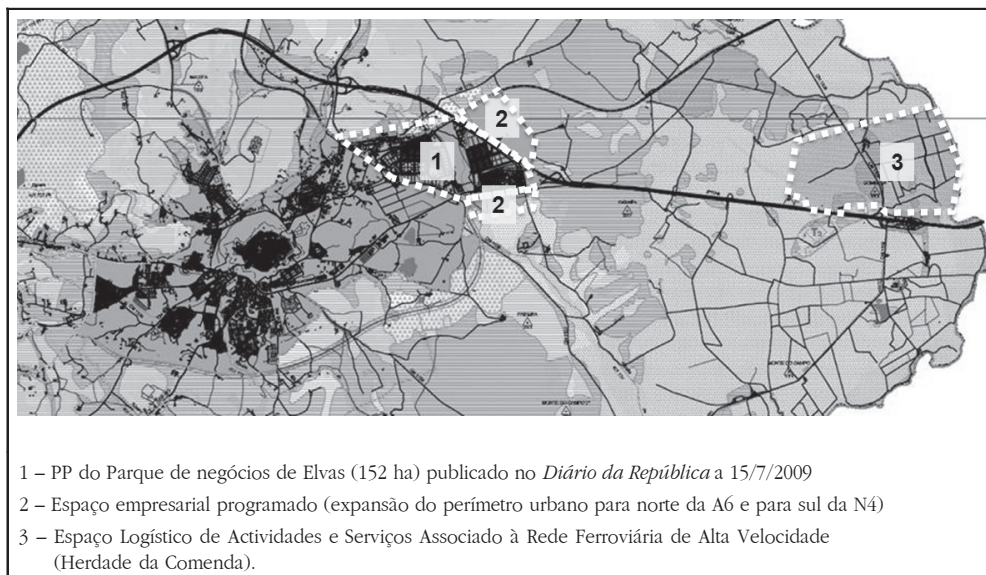 2
1
2
3
1 – PP do Parque de negócios de Elvas (152 ha) publicado no Diário da República a 15/7/2009
2 – Espaço empresarial programado (expansão do perímetro urbano para norte da A6 e para sul da N4)
3 – Espaço Logístico de Actividades e Serviços Associado à Rede Ferroviária de Alta Velocidade
(Herdade da Comenda).